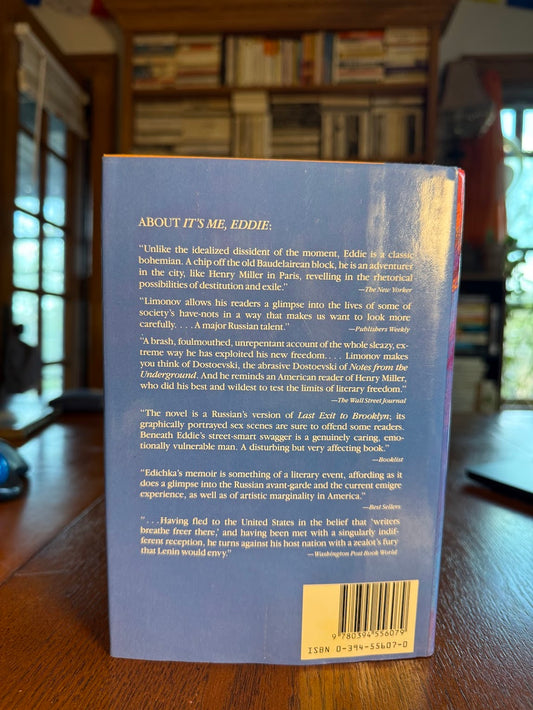 ABOUT IT'S ME, EDDIE:
"Unlike the idealized dissident of the moment, Eddie is a classic
bohemian. A chip off the old Baudelairean block, he is an adventurer
in the city, like Henry Miller in Paris, revelling in the rhetorical
possibilities of destitution and exile."
—The New Yorker
"Limonov allows his readers a glimpse into the lives of some of
society's have-nots in a way that makes us want to look more
carefully. . . . A major Russian talent."
—Publishers Weekly
"A brash, foulmouthed, unrepentant account of the whole sleazy, ex-
treme way he has exploited his new freedom. . . . Limonov makes
you think of Dostoevski, the abrasive Dostoevski of Notes from the
Underground. And he reminds an American reader of Henry Miller,
who did his best and wildest to test the limits of literary freedom."
—The Wall Street Journal
"The novel is a Russian's version of Last Exit to Brooklyn; its
graphically portrayed sex scenes are sure to offend some readers.
Beneath Eddie's street-smart swagger is a genuinely caring, emo-
tionally vulnerable man. A disturbing but very affecting book."
—Booklist
"Edichka's memoir is something of a literary event, affording as it
does a glimpse into the Russian avant-garde and the current emigre
experience, as well as of artistic marginality in America."
—Best Sellers
". . . Having fled to the United States in the belief that 'writers
breathe freer there,' and having been met with a singularly indif-
ferent reception, he turns against his host nation with a zealot's fury
that Lenin would envy."
—Washington Post Book World
9 780394 556079
ISBN 0-394-55607-0